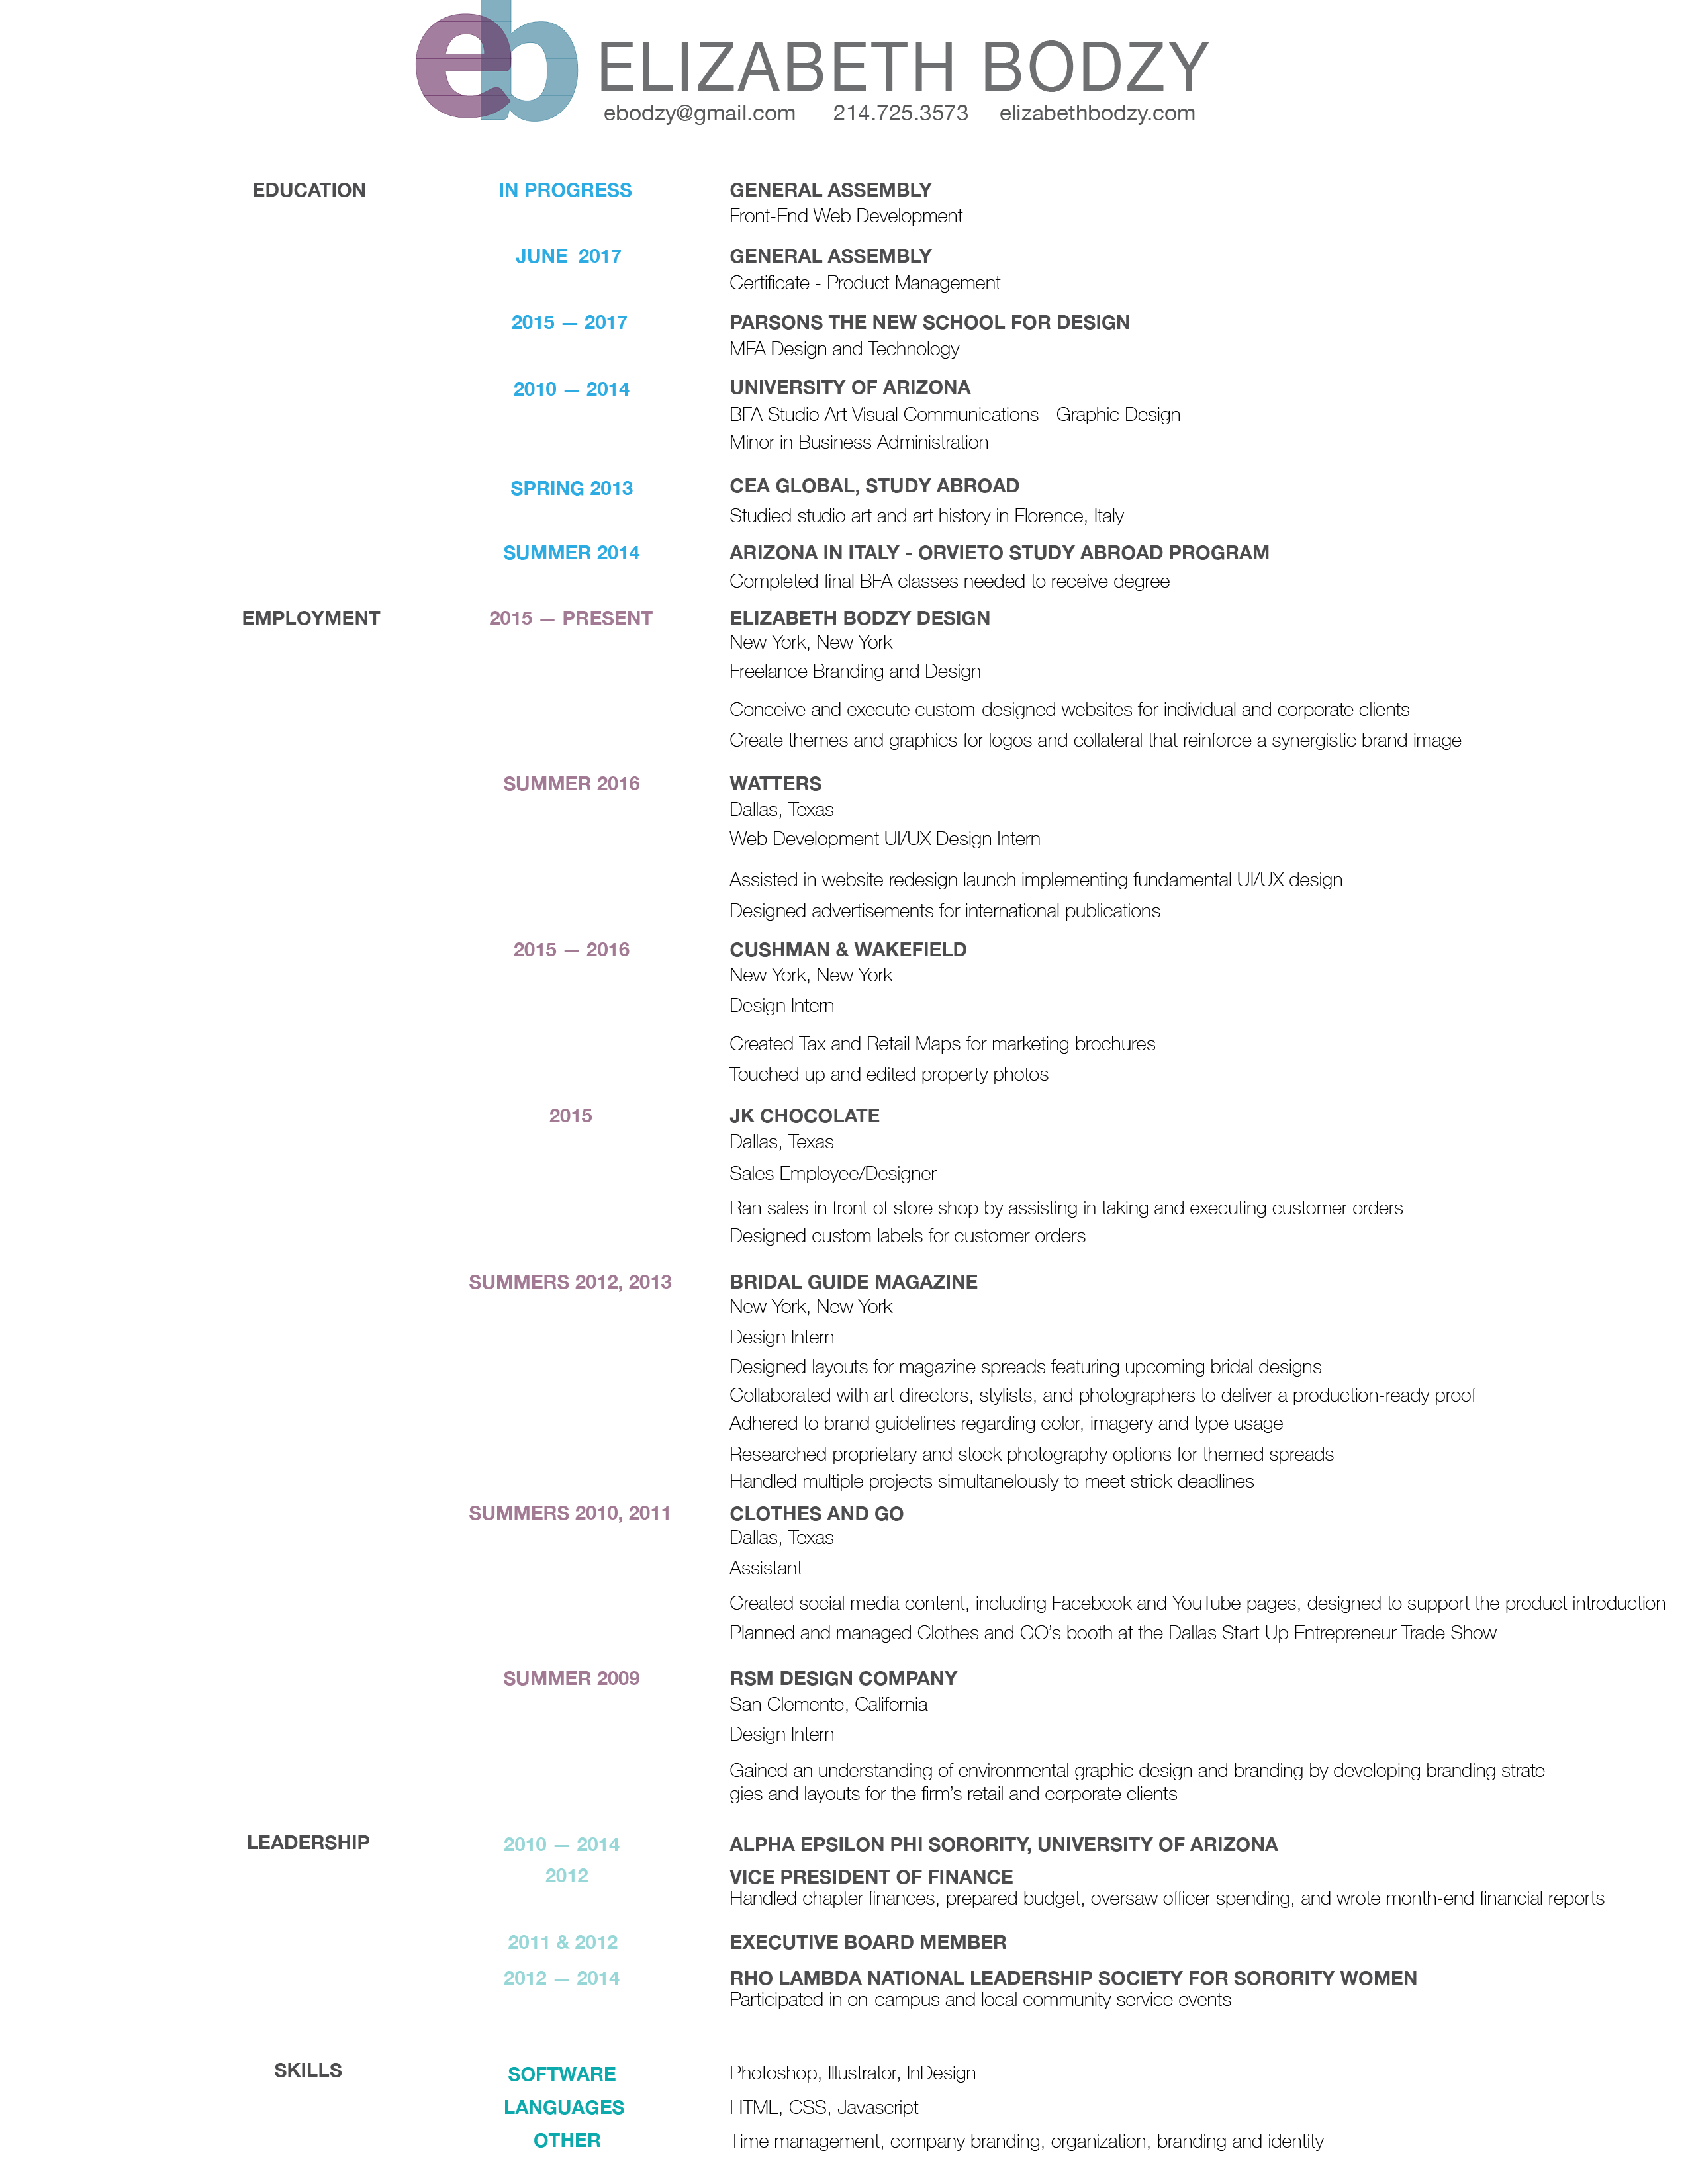 eb ELIZABETH BODZY
ebodzy@gmail.com 214.725.3573 elizabethbodzy.com
EDUCATION IN PROGRESS GENERAL ASSEMBLY
Front-End Web Development
JUNE 2017 GENERAL ASSEMBLY
Certificate - Product Management
2015 — 2017 PARSONS THE NEW SCHOOL FOR DESIGN
MFA Design and Technology
2010 — 2014 UNIVERSITY OF ARIZONA
BFA Studio Art Visual Communications - Graphic Design
Minor in Business Administration
SPRING 2013 CEA GLOBAL, STUDY ABROAD
Studied studio art and art history in Florence, Italy
SUMMER 2014 ARIZONA IN ITALY - ORVIETO STUDY ABROAD PROGRAM
Completed final BFA classes needed to receive degree
EMPLOYMENT 2015 — PRESENT ELIZABETH BODZY DESIGN
New York, New York
Freelance Branding and Design
Conceive and execute custom-designed websites for individual and corporate clients
Create themes and graphics for logos and collateral that reinforce a synergistic brand image
SUMMER 2016 WATTERS
Dallas, Texas
Web Development UI/UX Design Intern
Assisted in website redesign launch implementing fundamental UI/UX design
Designed advertisements for international publications
2015 — 2016 CUSHMAN & WAKEFIELD
New York, New York
Design Intern
Created Tax and Retail Maps for marketing brochures
Touched up and edited property photos
2015 JK CHOCOLATE
Dallas, Texas
Sales Employee/Designer
Ran sales in front of store shop by assisting in taking and executing customer orders
Designed custom labels for customer orders
SUMMERS 2012, 2013 BRIDAL GUIDE MAGAZINE
New York, New York
Design Intern
Designed layouts for magazine spreads featuring upcoming bridal designs
Collaborated with art directors, stylists, and photographers to deliver a production-ready proof
Adhered to brand guidelines regarding color, imagery and type usage
Researched proprietary and stock photography options for themed spreads
Handled multiple projects simultanelously to meet strick deadlines
SUMMERS 2010, 2011 CLOTHES AND GO
Dallas, Texas
Assistant
Created social media content, including Facebook and YouTube pages, designed to support the product introduction
Planned and managed Clothes and GO's booth at the Dallas Start Up Entrepreneur Trade Show
SUMMER 2009 RSM DESIGN COMPANY
San Clemente, California
Design Intern
Gained an understanding of environmental graphic design and branding by developing branding strate-
gies and layouts for the firm's retail and corporate clients
LEADERSHIP 2010 — 2014 ALPHA EPSILON PHI SORORITY, UNIVERSITY OF ARIZONA
2012 VICE PRESIDENT OF FINANCE
Handled chapter finances, prepared budget, oversaw officer spending, and wrote month-end financial reports
2011 & 2012 EXECUTIVE BOARD MEMBER
2012 — 2014 RHO LAMBDA NATIONAL LEADERSHIP SOCIETY FOR SORORITY WOMEN
Participated in on-campus and local community service events
SKILLS SOFTWARE Photoshop, Illustrator, InDesign
LANGUAGES HTML, CSS, Javascript
OTHER Time management, company branding, organization, branding and identity